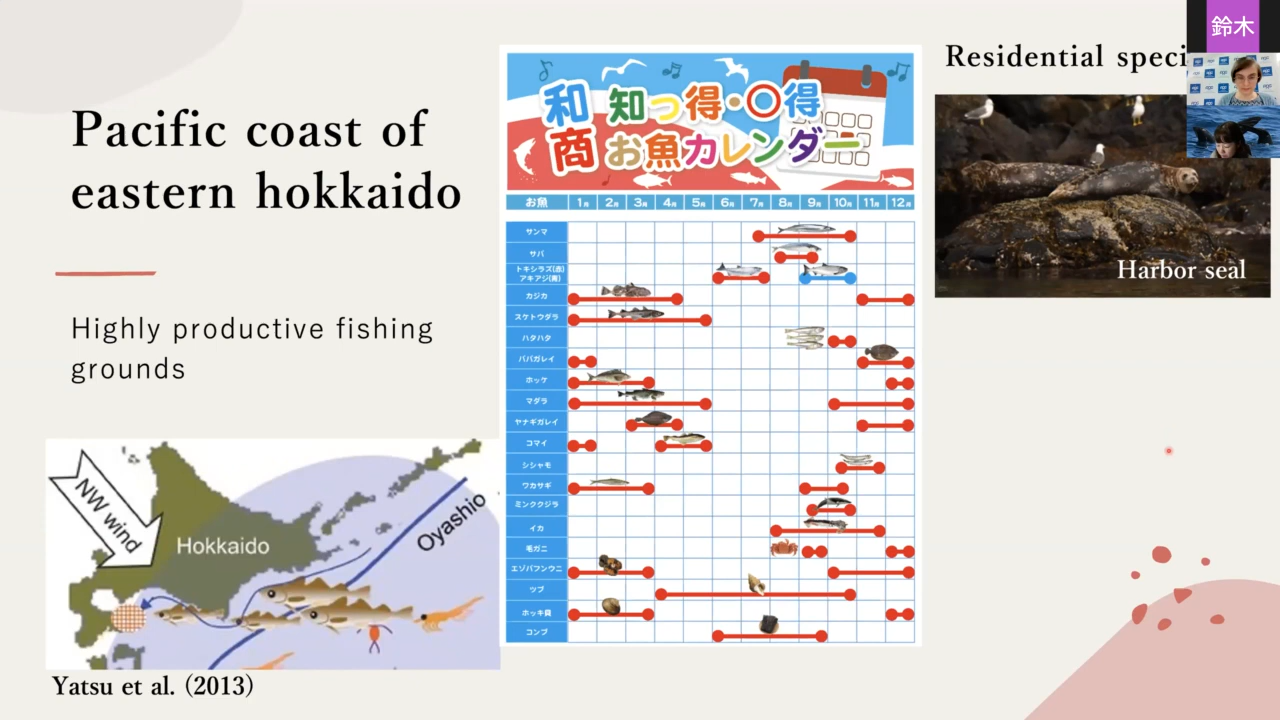 Pacific coast of
eastern hokkaido
Highly productive fishing
grounds
NW wind
Hokkaido
Oyashio
Yatsu et al. (2013)
和 知っ得・〇得
商 お魚カレンダー
お魚 1月 2月 3月 4月 5月 6月 7月 8月 9月 10月 11月 12月
サンマ
サバ
トキシラズ(赤)
アキアジ(青)
カジカ
スケトウダラ
ハタハタ
ババガレイ
ホッケ
マダラ
ヤナギガレイ
コマイ
シシャモ
ワカサギ
ミンククジラ
イカ
毛ガニ
エゾバフンウニ
ツブ
ホッキ貝
コンブ
Residential speci
Harbor seal
鈴木